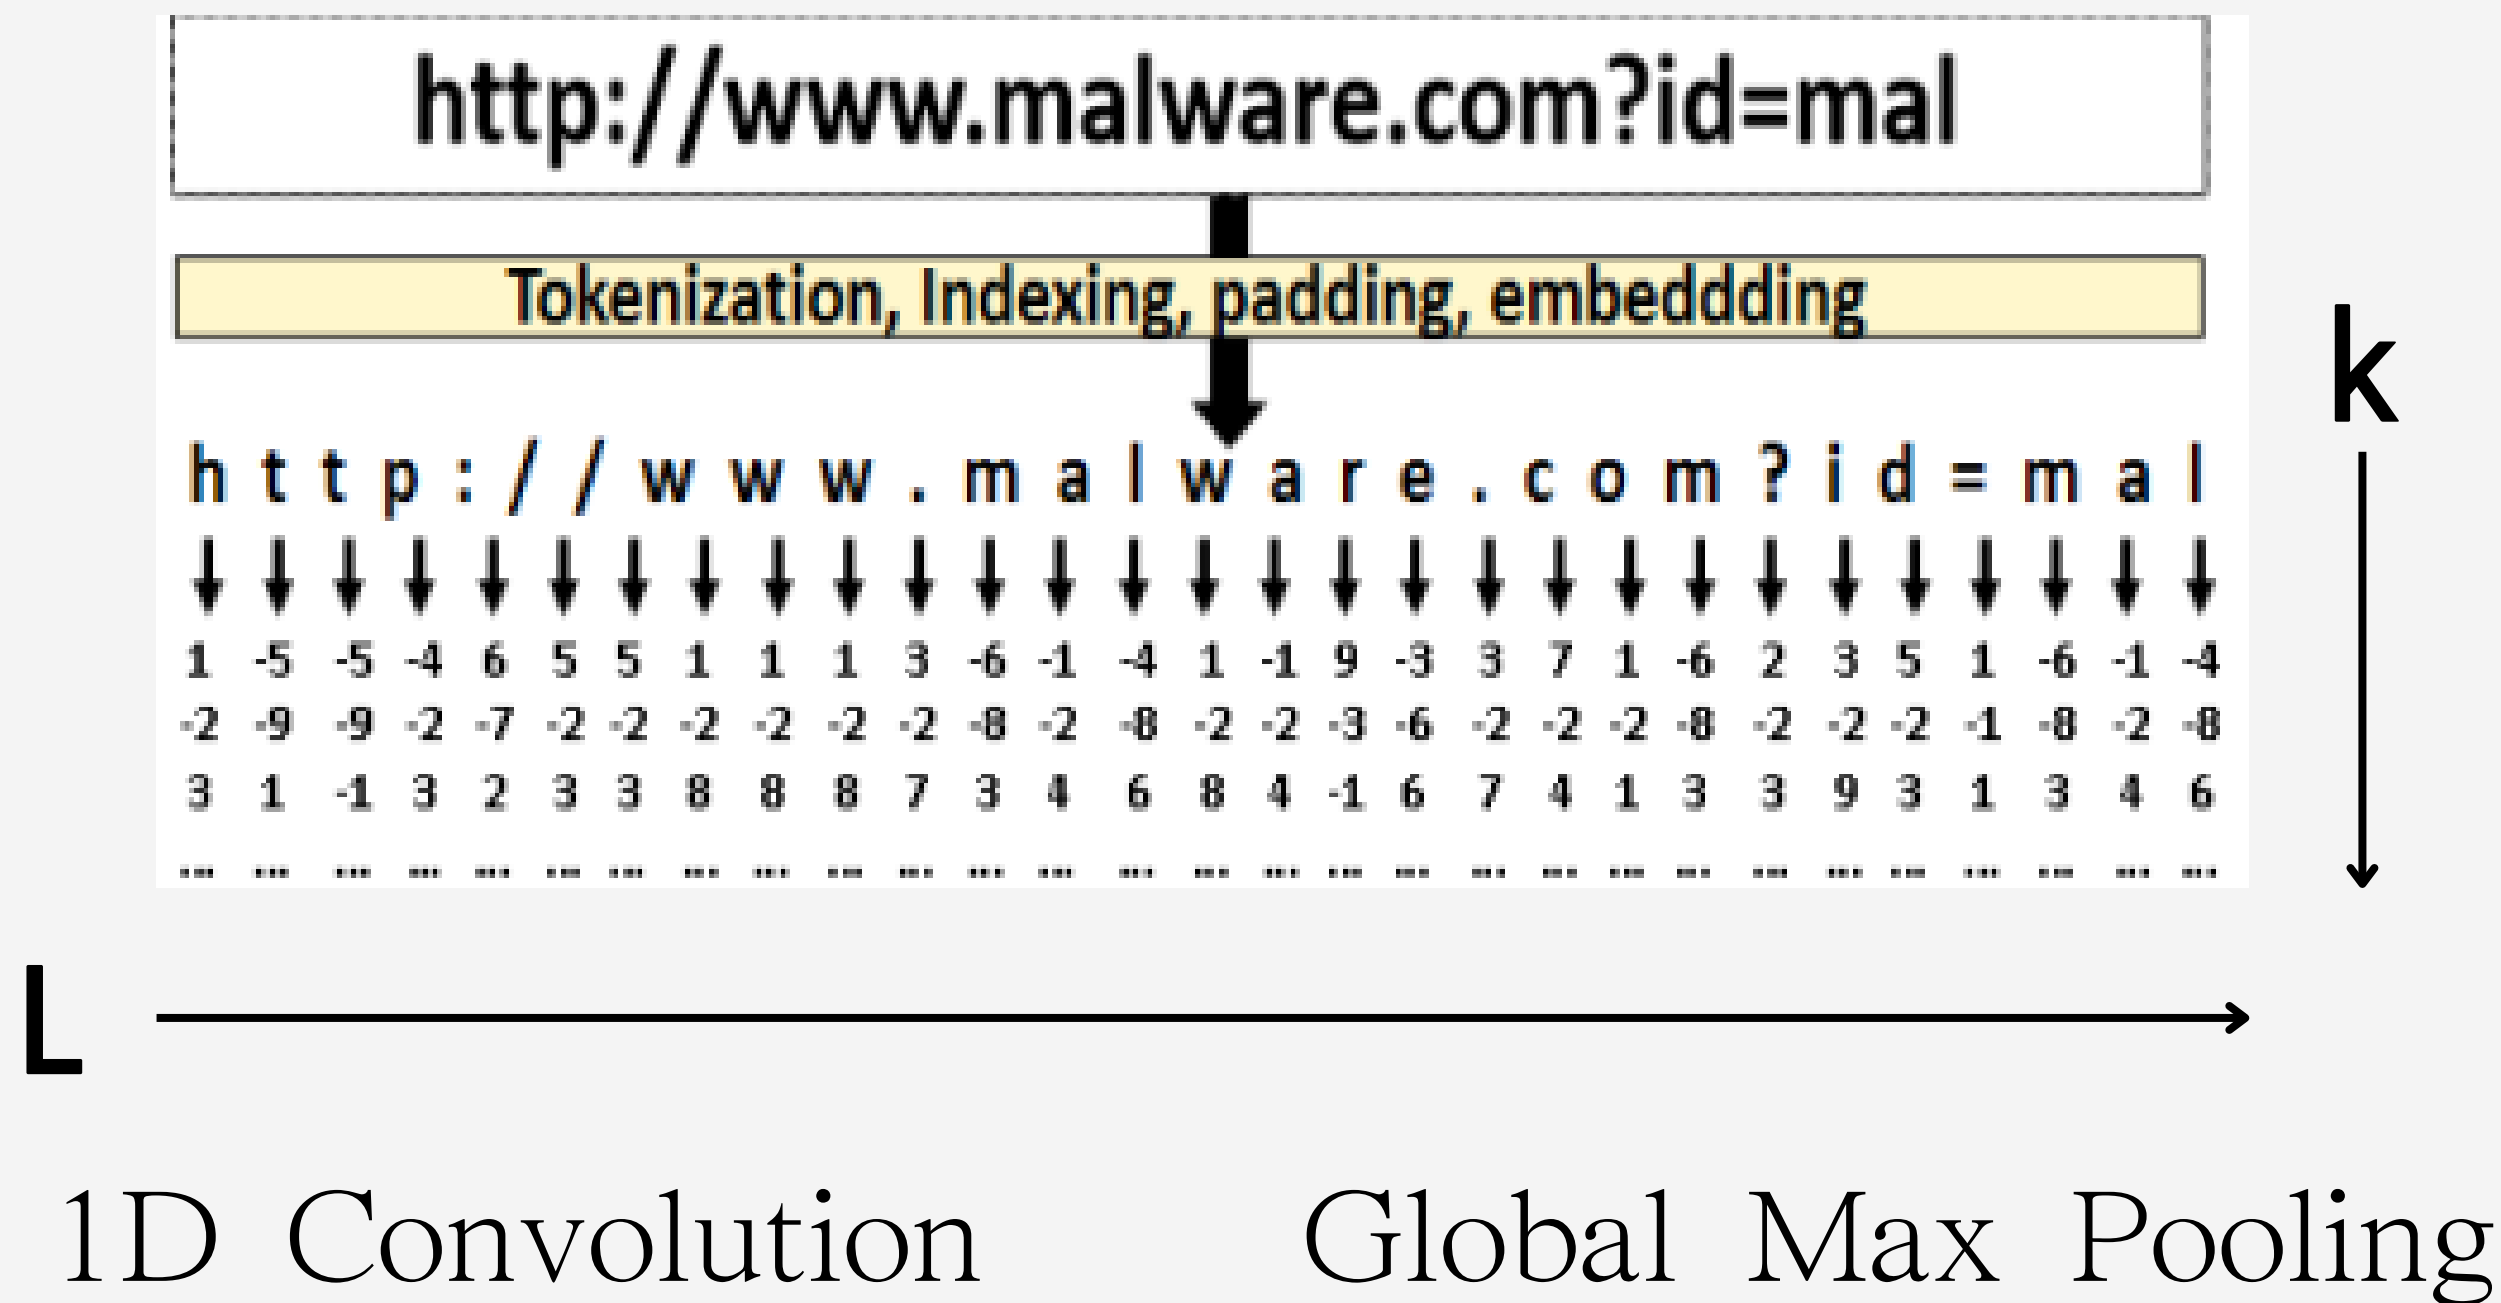 http://www.malware.com?id=mal
Tokenization, Indexing, padding, embeddding
k
h t t p : / / w w w . m a l w a r e . c o m ? i d = m a l
1 -5 -5 -4 6 5 5 1 1 1 3 -6 -1 -4 1 -1 9 -3 3 7 1 -6 2 3 5 1 -6 -1 -4
-2 -9 -9 -2 -7 -2 -2 -2 -2 -2 -2 -8 -2 -8 -2 -2 -3 -6 -2 -2 -2 -8 -2 -2 -2 -1 -8 -2 -8
3 1 -1 3 2 3 3 8 8 8 7 3 4 6 8 4 -1 6 7 4 1 3 3 9 3 1 3 4 6
... ... ... ... ... ... ... ... ... ... ... ... ... ... ... ... ... ... ... ... ... ... ... ... ... ... ... ... ...
L
1D Convolution Global Max Pooling